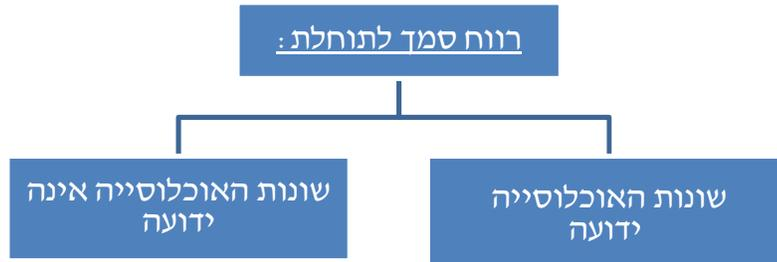 רווח סמך לתוחלת :
שונות האוכלוסייה
ידועה
שונות האוכלוסייה אינה
ידועה